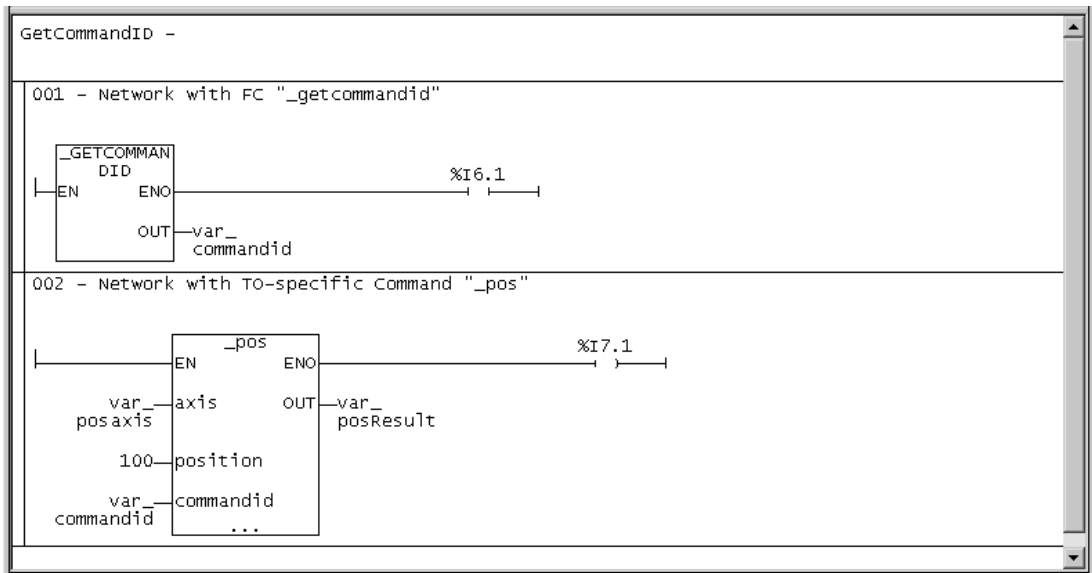 GetCommandID –
001 – Network with FC "_getcommandid"
_GETCOMMAN
DID
%I6.1
EN ENO
OUT var_
commandid
002 – Network with TO-specific Command "_pos"
_pos
%I7.1
EN ENO
var_ axis OUT var_
posaxis posResult
100 position
var_ commandid
commandid
...